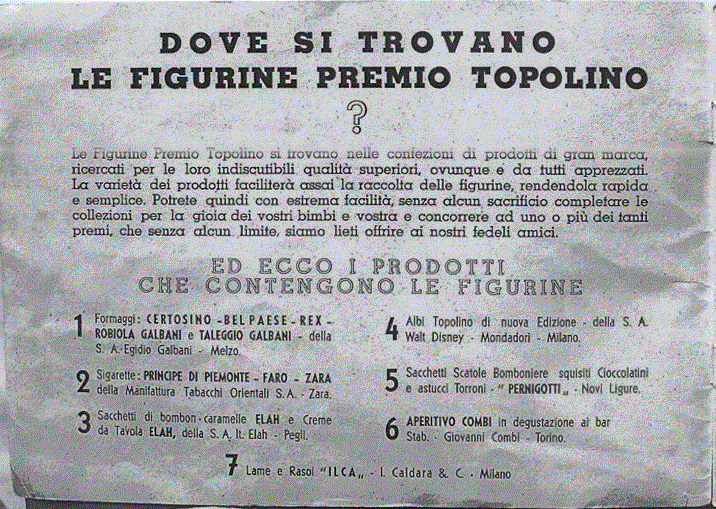 DOVE SI TROVANO
LE FIGURINE PREMIO TOPOLINO
?
Le Figurine Premio Topolino si trovano nelle confezioni di prodotti di gran marca,
ricercati per le loro indiscutibili qualità superiori, ovunque e da tutti apprezzati.
La varietà dei prodotti faciliterà assai la raccolta delle figurine, rendendola rapida
e semplice. Potrete quindi con estrema facilità, senza alcun sacrificio completare le
collezioni per la gioia dei vostri bimbi e vostra e concorrere ad uno o più dei tanti
premi, che senza alcun limite, siamo lieti offrire ai nostri fedeli amici.
ED ECCO I PRODOTTI
CHE CONTENGONO LE FIGURINE
1 Formaggi: CERTOSINO - BEL PAESE - REX -
ROBIOLA GALBANI e TALEGGIO GALBANI - della
S. A. Egidio Galbani - Melzo.
2 Sigarette: PRINCIPE DI PIEMONTE - FARO - ZARA
della Manifattura Tabacchi Orientali S. A. - Zara.
3 Sacchetti di bombon - caramelle ELAH e Creme
da Tavola ELAH, della S. A. It. Elah - Pegli.
4 Albi Topolino di nuova Edizione - della S. A.
Walt Disney - Mondadori - Milano.
5 Sacchetti Scatole Bomboniere squisiti Cioccolatini
e astucci Torroni - " PERNIGOTTI „ - Novi Ligure.
6 APERITIVO COMBI in degustazione ai bar
Stab. - Giovanni Combi - Torino.
7 Lame e Rasoi "ILCA„ - I. Caldara &. C - Milano